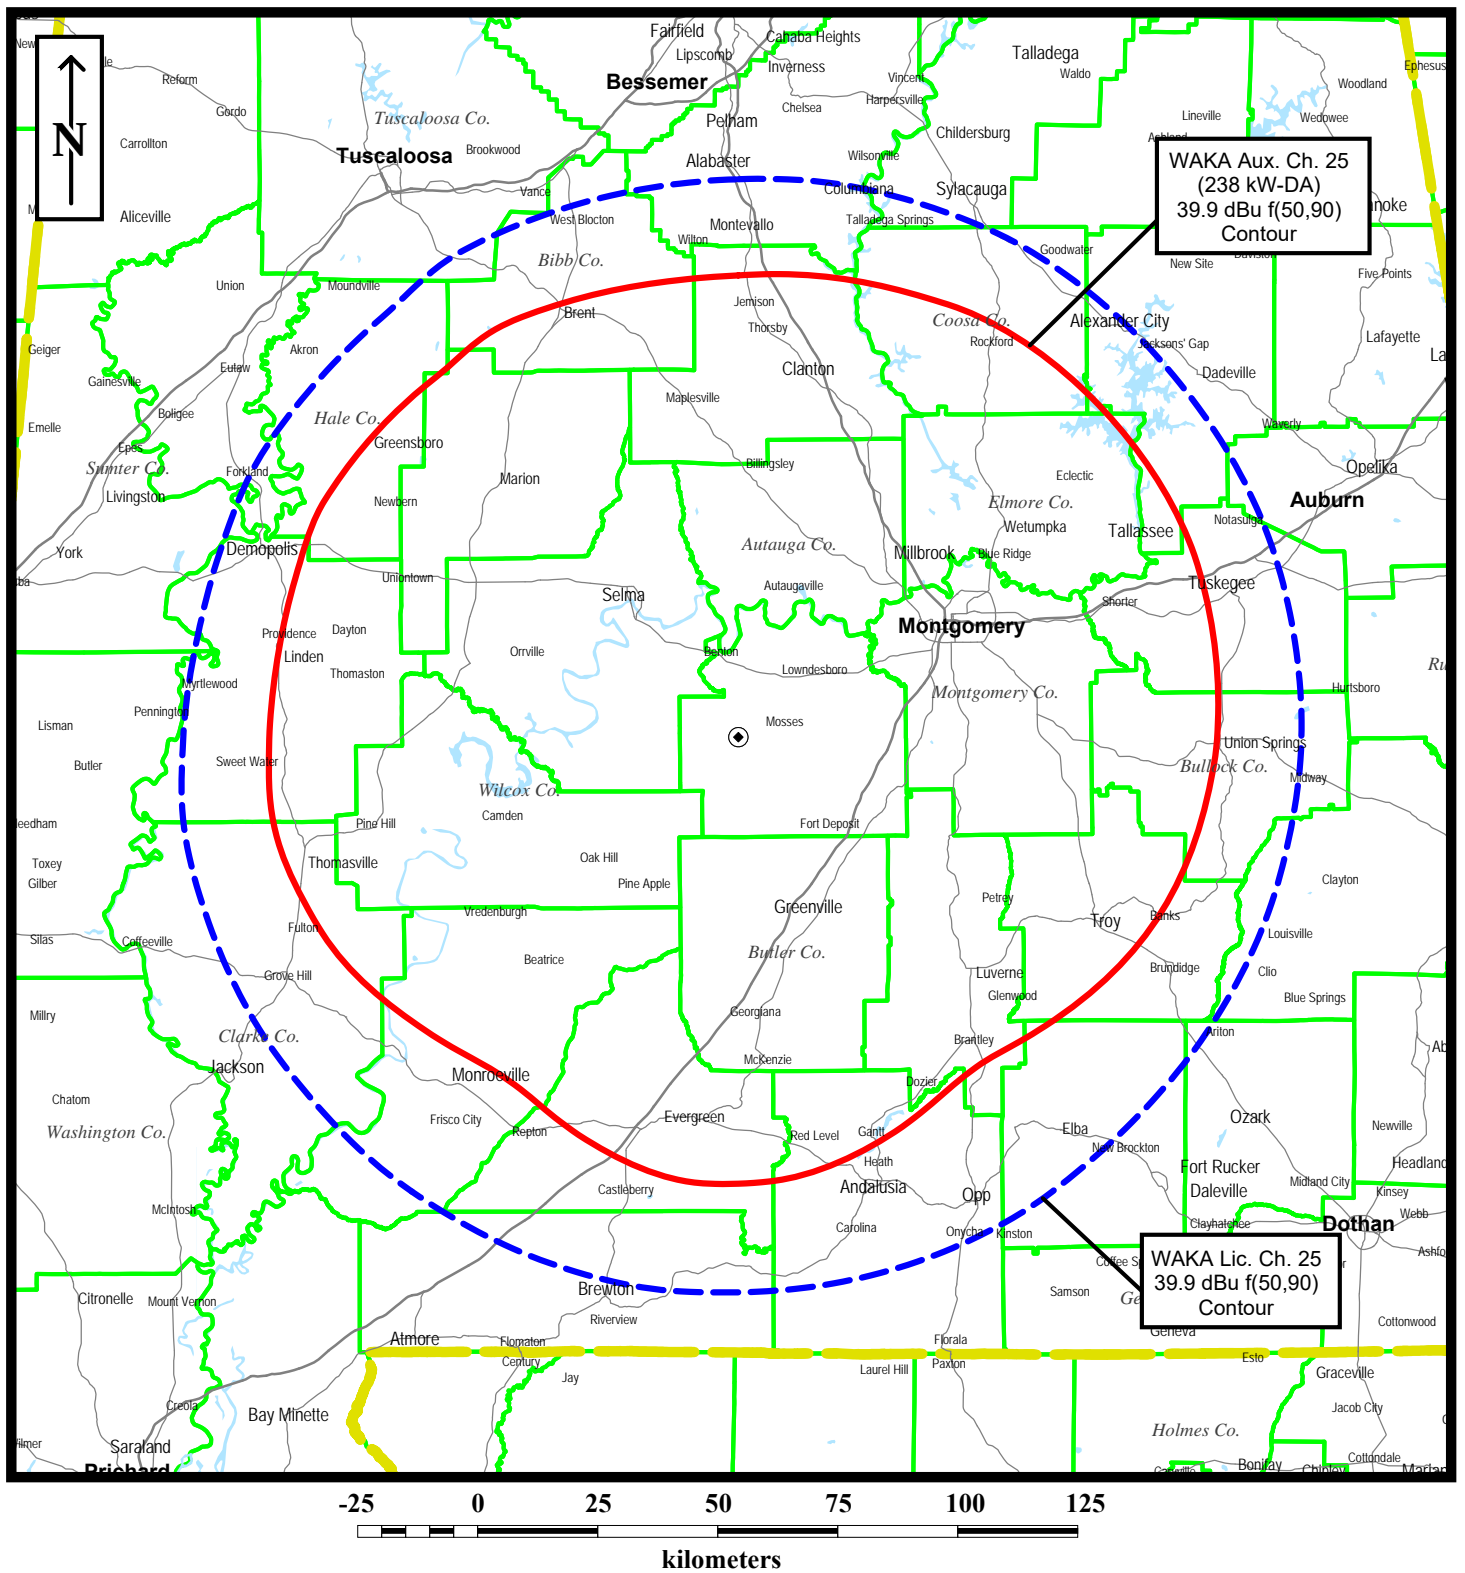 Fairfield
Cahaba Heights
Lipscomb
Inverness
Talladega
Waldo
Ephesus
Bessemer
Vincent
Woodland
Reform
Chelsea
Harpersville
Gordo
Lineville
Wedowee
Tuscaloosa Co.
Pelham
Childersburg
N
Carrollton
Brookwood
Tuscaloosa
Alabaster
Wilsonville
WAKA Aux. Ch. 25
(238 kW-DA)
39.9 dBu f(50,90)
Contour
Vance
Columbiana
Sylacauga
Aliceville
West Blocton
Montevallo
Talladega Springs
Wilton
Goodwater
Bibb Co.
New Site
Five Points
Union
Moundville
Jemison
Brent
Thorsby
Coosa Co.
Alexander City
Rockford
Jacksons' Gap
Lafayette
Geiger
Akron
Eutaw
Clanton
Dadeville
Gainesville
Maplesville
Boligee
Hale Co.
Emelle
Greensboro
Waverly
Epes
Sumter Co.
Forkland
Billingsley
Opelika
Livingston
Marion
Eclectic
Newbern
Elmore Co.
Auburn
Wetumpka
Notasulga
Tallassee
York
Demopolis
Autauga Co.
Millbrook
Blue Ridge
Uniontown
Autaugaville
Tuskegee
Selma
Shorter
Providence
Dayton
Montgomery
Linden
Orrville
Benton
Lowndesboro
Thomaston
Myrtlewood
Montgomery Co.
Hurtsboro
Pennington
Lisman
Mosses
Butler
Sweet Water
Union Springs
Bullock Co.
Midway
Wilcox Co.
Camden
Pine Hill
Fort Deposit
Toxey
Thomasville
Oak Hill
Gilber
Pine Apple
Clayton
Petrey
Vredenburgh
Greenville
Troy
Banks
Fulton
Silas
Coffeeville
Louisville
Butler Co.
Beatrice
Grove Hill
Luverne
Brundidge
Clio
Glenwood
Blue Springs
Millry
Georgiana
Clarke Co.
Ariton
Brantley
Jackson
McKenzie
Monroeville
Dozier
Chatom
Frisco City
Evergreen
Ozark
Washington Co.
Repton
Red Level
Gantt
Elba
Newville
New Brockton
Heath
Fort Rucker
Headland
Castleberry
Andalusia
Opp
Daleville
Midland City
Kinsey
McIntosh
Webb
Carolina
Onycha
Kinston
Clayhatchee
Dothan
WAKA Lic. Ch. 25
39.9 dBu f(50,90)
Contour
Citronelle
Mount Vernon
Brewton
Samson
Riverview
Cottonwood
Atmore
Flomaton
Florala
Geneva
Century
Laurel Hill
Paxton
Esto
Jay
Graceville
Creola
Bay Minette
Jacob City
Holmes Co.
Saraland
Prichard
Bonifay
Cottondale
Chipley
-25 0 25 50 75 100 125
kilometers